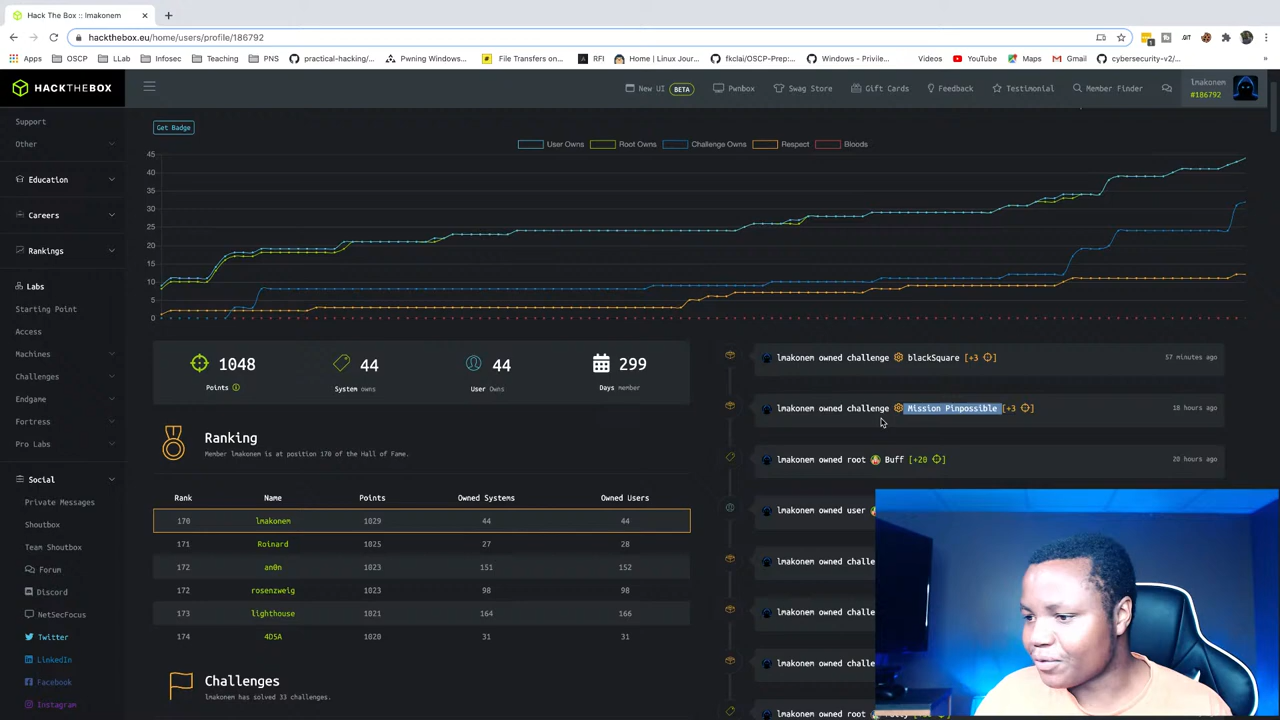 Hack The Box :: lmakonem
hackthebox.eu/home/users/profile/186792
Apps OSCP LLab Infosec Teaching PNS practical-hacking/... Pwning Windows... File Transfers on... RFI Home | Linux Jour... fkclai/OSCP-Prep:... Windows - Privile... Videos YouTube Maps Gmail cybersecurity-v2/...
HACKTHEBOX
New UI BETA Pwnbox Swag Store Gift Cards Feedback Testimonial Member Finder
lmakonem
#186792
Support
Other
Education
Careers
Rankings
Labs
Starting Point
Access
Machines
Challenges
Endgame
Fortress
Pro Labs
Social
Private Messages
Shoutbox
Team Shoutbox
Forum
Discord
NetSecFocus
Twitter
LinkedIn
Facebook
Instagram
Get Badge
User Owns Root Owns Challenge Owns Respect Bloods
45
40
35
30
25
20
15
10
5
0
1048
Points
44
System owns
44
User Owns
299
Days member
Ranking
Member lmakonem is at position 170 of the Hall of Fame.
Rank Name Points Owned Systems Owned Users
170 lmakonem 1029 44 44
171 Roinard 1025 27 28
172 an0n 1023 151 152
172 rosenzweig 1023 98 98
173 lighthouse 1021 164 166
174 4D5A 1020 31 31
Challenges
lmakonem has solved 33 challenges.
lmakonem owned challenge blackSquare [+3 ] 57 minutes ago
lmakonem owned challenge Mission Pinpossible [+3 ] 18 hours ago
lmakonem owned root Buff [+20 ] 20 hours ago
lmakonem owned user
lmakonem owned challe
lmakonem owned challe
lmakonem owned challe
lmakonem owned root